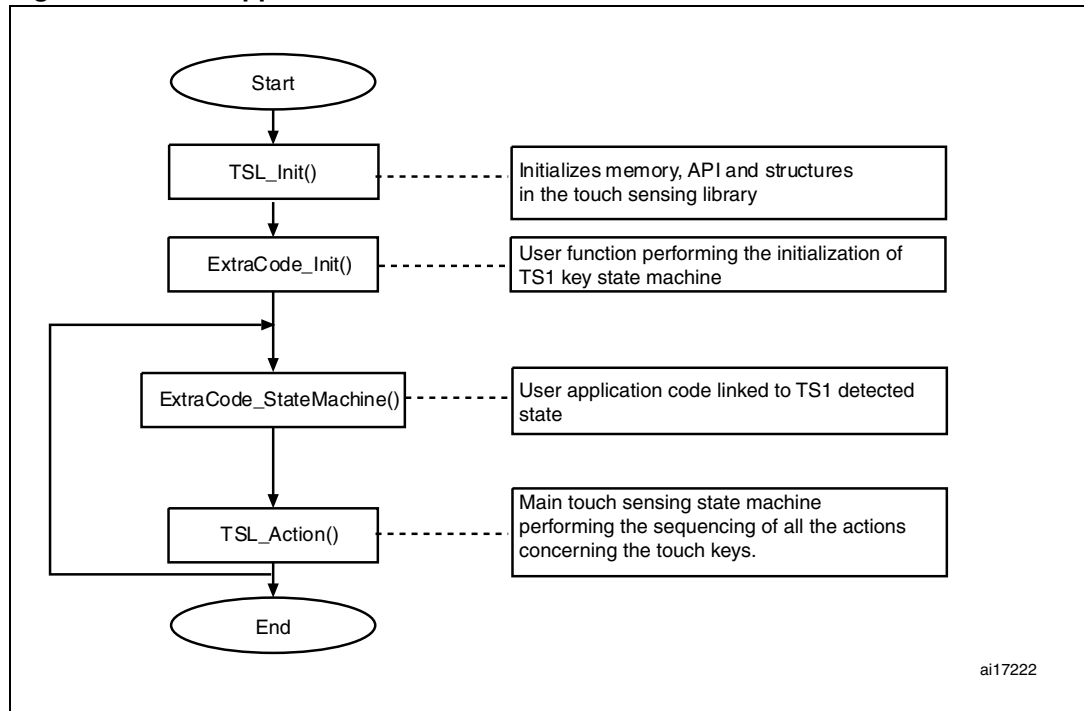 Start
TSL_Init()
Initializes memory, API and structures
in the touch sensing library
ExtraCode_Init()
User function performing the initialization of
TS1 key state machine
ExtraCode_StateMachine()
User application code linked to TS1 detected
state
TSL_Action()
Main touch sensing state machine
performing the sequencing of all the actions
concerning the touch keys.
End
ai17222